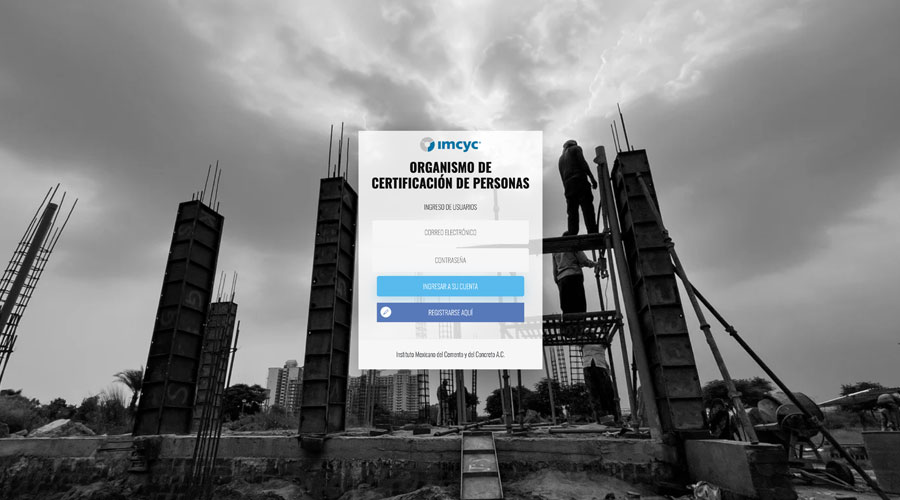 imcyc®
ORGANISMO DE
CERTIFICACIÓN DE PERSONAS
INGRESO DE USUARIOS
CORREO ELECTRÓNICO
CONTRASEÑA
INGRESAR A SU CUENTA
REGISTRARSE AQUÍ
Instituto Mexicano del Cemento y del Concreto A.C.